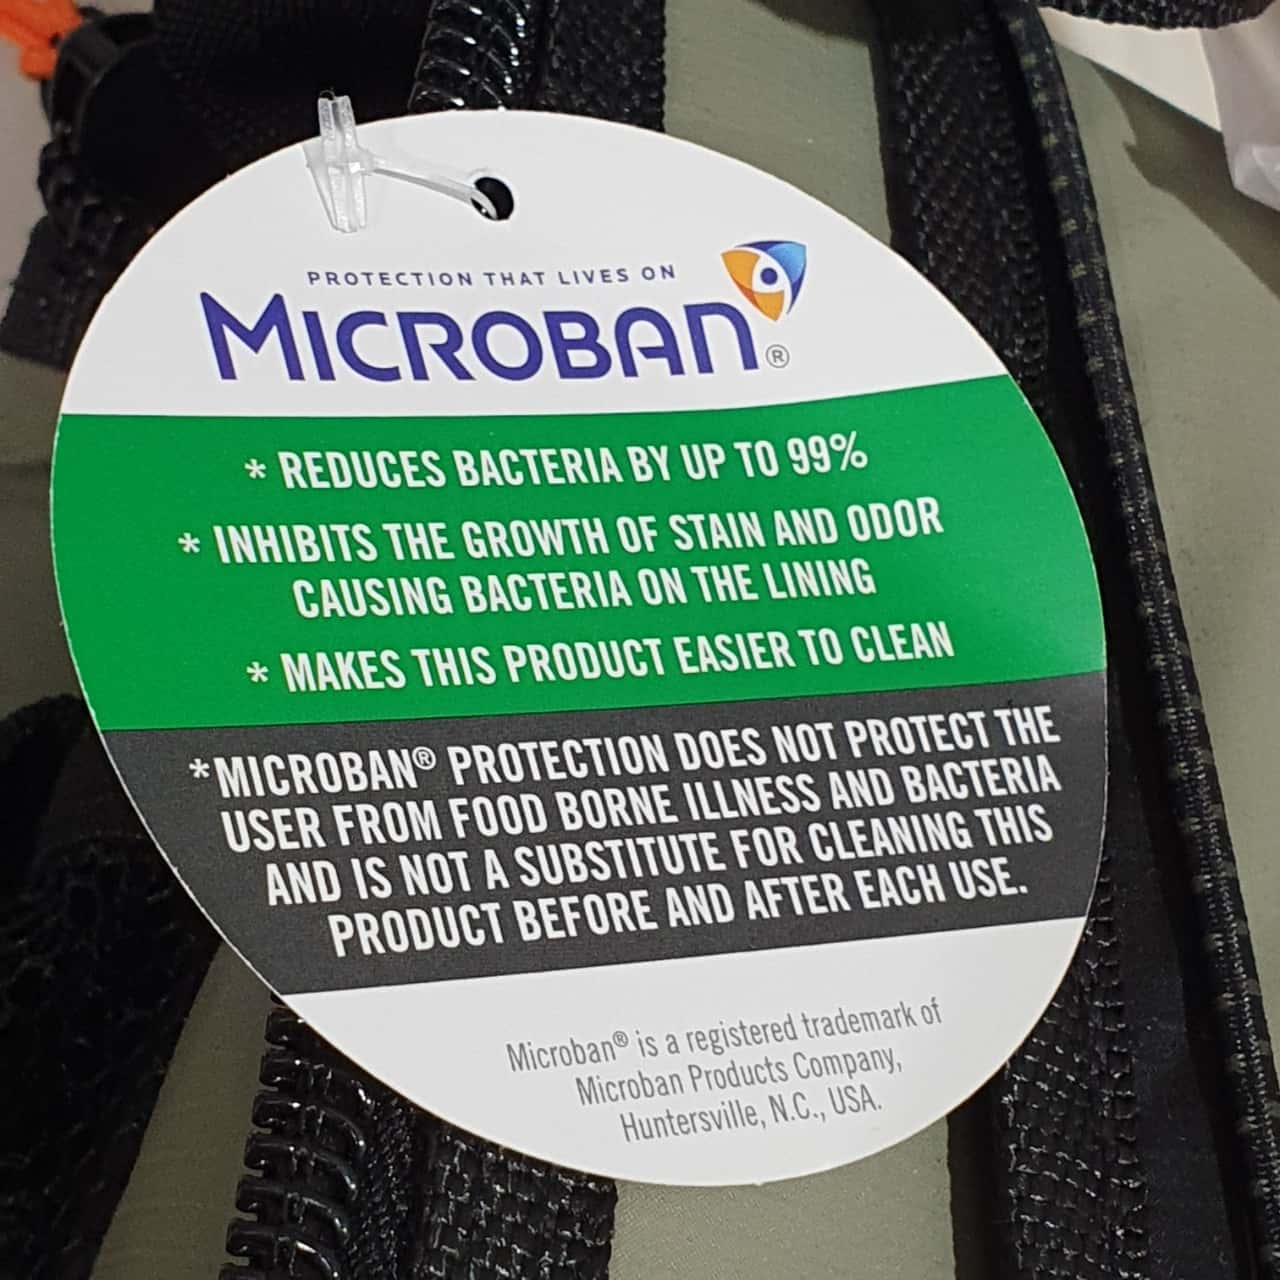 PROTECTION THAT LIVES ON
MICROBAN®
* REDUCES BACTERIA BY UP TO 99%
* INHIBITS THE GROWTH OF STAIN AND ODOR
CAUSING BACTERIA ON THE LINING
* MAKES THIS PRODUCT EASIER TO CLEAN
*MICROBAN® PROTECTION DOES NOT PROTECT THE
USER FROM FOOD BORNE ILLNESS AND BACTERIA
AND IS NOT A SUBSTITUTE FOR CLEANING THIS
PRODUCT BEFORE AND AFTER EACH USE.
Microban® is a registered trademark of
Microban Products Company,
Huntersville, N.C., USA.